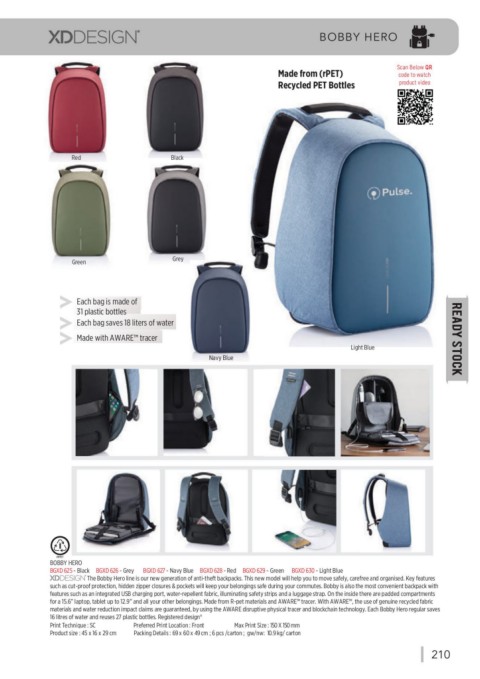 XDDESIGN®
BOBBY HERO
Made from (rPET)
Recycled PET Bottles
Scan Below QR
code to watch
product video
Red
Black
Pulse.
Green
Grey
Each bag is made of
31 plastic bottles
Each bag saves 18 liters of water
Made with AWARE™ tracer
Navy Blue
Light Blue
READY STOCK
BOBBY HERO
BGXD 625 - Black BGXD 626 - Grey BGXD 627 - Navy Blue BGXD 628 - Red BGXD 629 - Green BGXD 630 - Light Blue
XDDESIGN® The Bobby Hero line is our new generation of anti-theft backpacks. This new model will help you to move safely, carefree and organised. Key features
such as cut-proof protection, hidden zipper closures & pockets will keep your belongings safe during your commutes. Bobby is also the most convenient backpack with
features such as an integrated USB charging port, water-repellent fabric, illuminating safety strips and a luggage strap. On the inside there are padded compartments
for a 15.6" laptop, tablet up to 12.9" and all your other belongings. Made from R-pet materials and AWARE™ tracer. With AWARE™, the use of genuine recycled fabric
materials and water reduction impact claims are guaranteed, by using the AWARE disruptive physical tracer and blockchain technology. Each Bobby Hero regular saves
16 litres of water and reuses 27 plastic bottles. Registered design®
Print Technique : SC Preferred Print Location : Front Max Print Size : 150 X 150 mm
Product size : 45 x 16 x 29 cm Packing Details : 69 x 60 x 49 cm ; 6 pcs /carton ; gw/nw: 10.9 kg/ carton
210